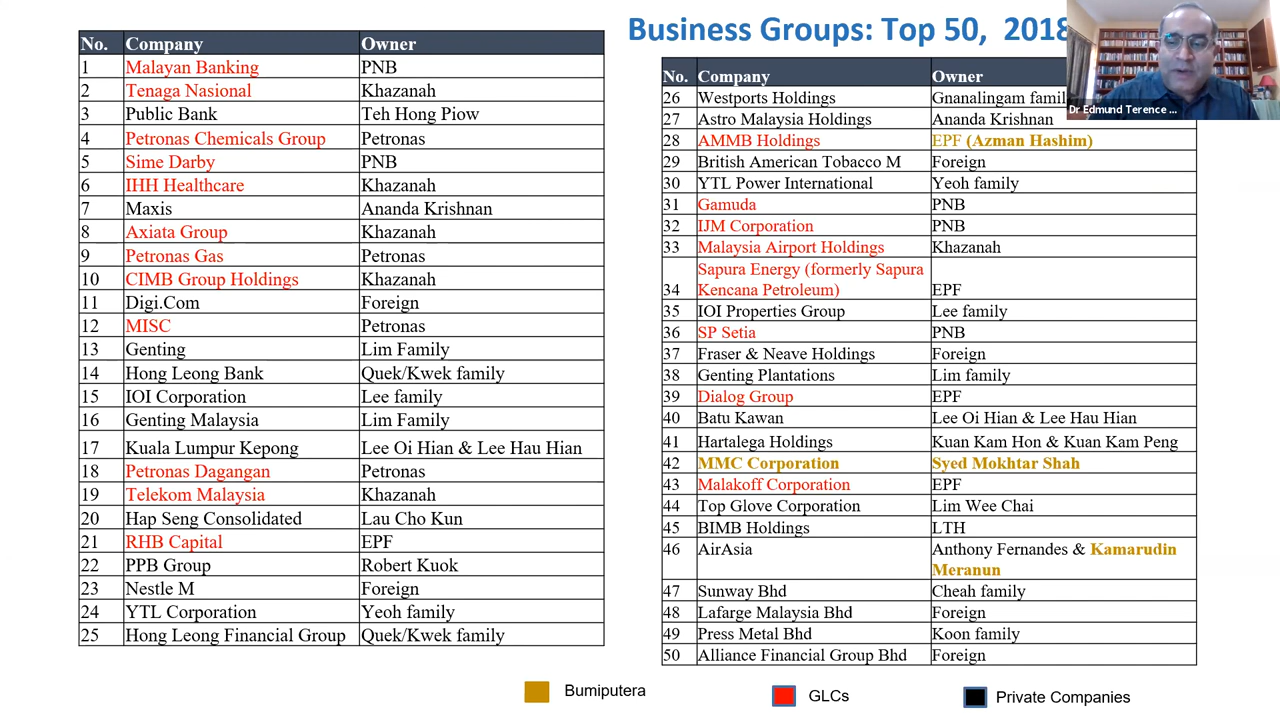 Business Groups: Top 50, 2018
No. Company Owner
1 Malayan Banking PNB
2 Tenaga Nasional Khazanah
3 Public Bank Teh Hong Piow
4 Petronas Chemicals Group Petronas
5 Sime Darby PNB
6 IHH Healthcare Khazanah
7 Maxis Ananda Krishnan
8 Axiata Group Khazanah
9 Petronas Gas Petronas
10 CIMB Group Holdings Khazanah
11 Digi.Com Foreign
12 MISC Petronas
13 Genting Lim Family
14 Hong Leong Bank Quek/Kwek family
15 IOI Corporation Lee family
16 Genting Malaysia Lim Family
17 Kuala Lumpur Kepong Lee Oi Hian & Lee Hau Hian
18 Petronas Dagangan Petronas
19 Telekom Malaysia Khazanah
20 Hap Seng Consolidated Lau Cho Kun
21 RHB Capital EPF
22 PPB Group Robert Kuok
23 Nestle M Foreign
24 YTL Corporation Yeoh family
25 Hong Leong Financial Group Quek/Kwek family
No. Company Owner
26 Westports Holdings Gnanalingam famil
27 Astro Malaysia Holdings Ananda Krishnan
28 AMMB Holdings EPF (Azman Hashim)
29 British American Tobacco M Foreign
30 YTL Power International Yeoh family
31 Gamuda PNB
32 IJM Corporation PNB
33 Malaysia Airport Holdings Khazanah
Sapura Energy (formerly Sapura
34 Kencana Petroleum) EPF
35 IOI Properties Group Lee family
36 SP Setia PNB
37 Fraser & Neave Holdings Foreign
38 Genting Plantations Lim family
39 Dialog Group EPF
40 Batu Kawan Lee Oi Hian & Lee Hau Hian
41 Hartalega Holdings Kuan Kam Hon & Kuan Kam Peng
42 MMC Corporation Syed Mokhtar Shah
43 Malakoff Corporation EPF
44 Top Glove Corporation Lim Wee Chai
45 BIMB Holdings LTH
46 AirAsia Anthony Fernandes & Kamarudin
Meranun
47 Sunway Bhd Cheah family
48 Lafarge Malaysia Bhd Foreign
49 Press Metal Bhd Koon family
50 Alliance Financial Group Bhd Foreign
Dr Edmund Terence ...
Bumiputera
GLCs
Private Companies